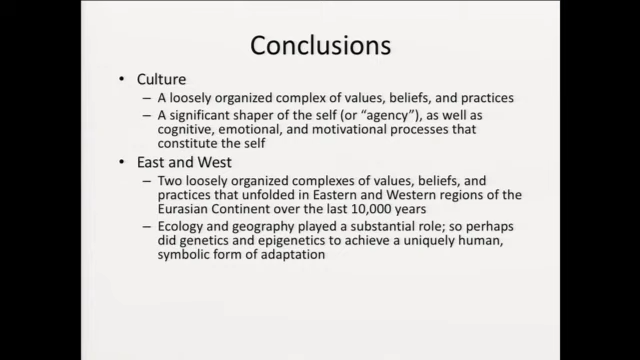 Conclusions
• Culture
– A loosely organized complex of values, beliefs, and practices
– A significant shaper of the self (or "agency"), as well as
cognitive, emotional, and motivational processes that
constitute the self
• East and West
– Two loosely organized complexes of values, beliefs, and
practices that unfolded in Eastern and Western regions of the
Eurasian Continent over the last 10,000 years
– Ecology and geography played a substantial role; so perhaps
did genetics and epigenetics to achieve a uniquely human,
symbolic form of adaptation